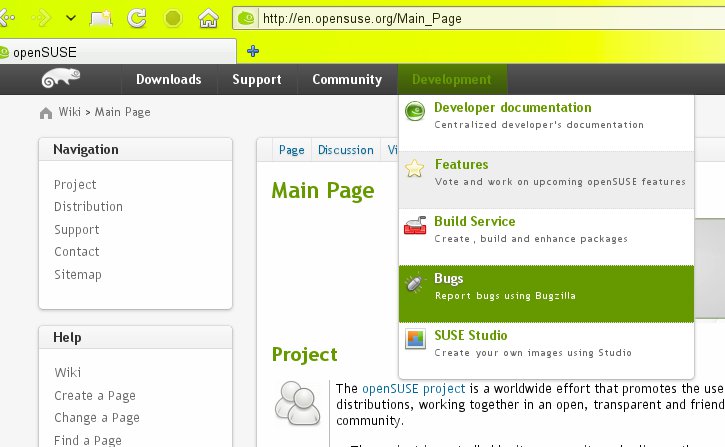 http://en.opensuse.org/Main_Page
openSUSE
Downloads Support Community Development
Wiki > Main Page
Navigation
Project
Distribution
Support
Contact
Sitemap
Help
Wiki
Create a Page
Change a Page
Find a Page
Page Discussion
Main Page
Developer documentation
Centralized developer's documentation
Features
Vote and work on upcoming openSUSE features
Build Service
Create , build and enhance packages
Bugs
Report bugs using Bugzilla
SUSE Studio
Create your own images using Studio
Project
The openSUSE project is a worldwide effort that promotes the use
distributions, working together in an open, transparent and friend
community.